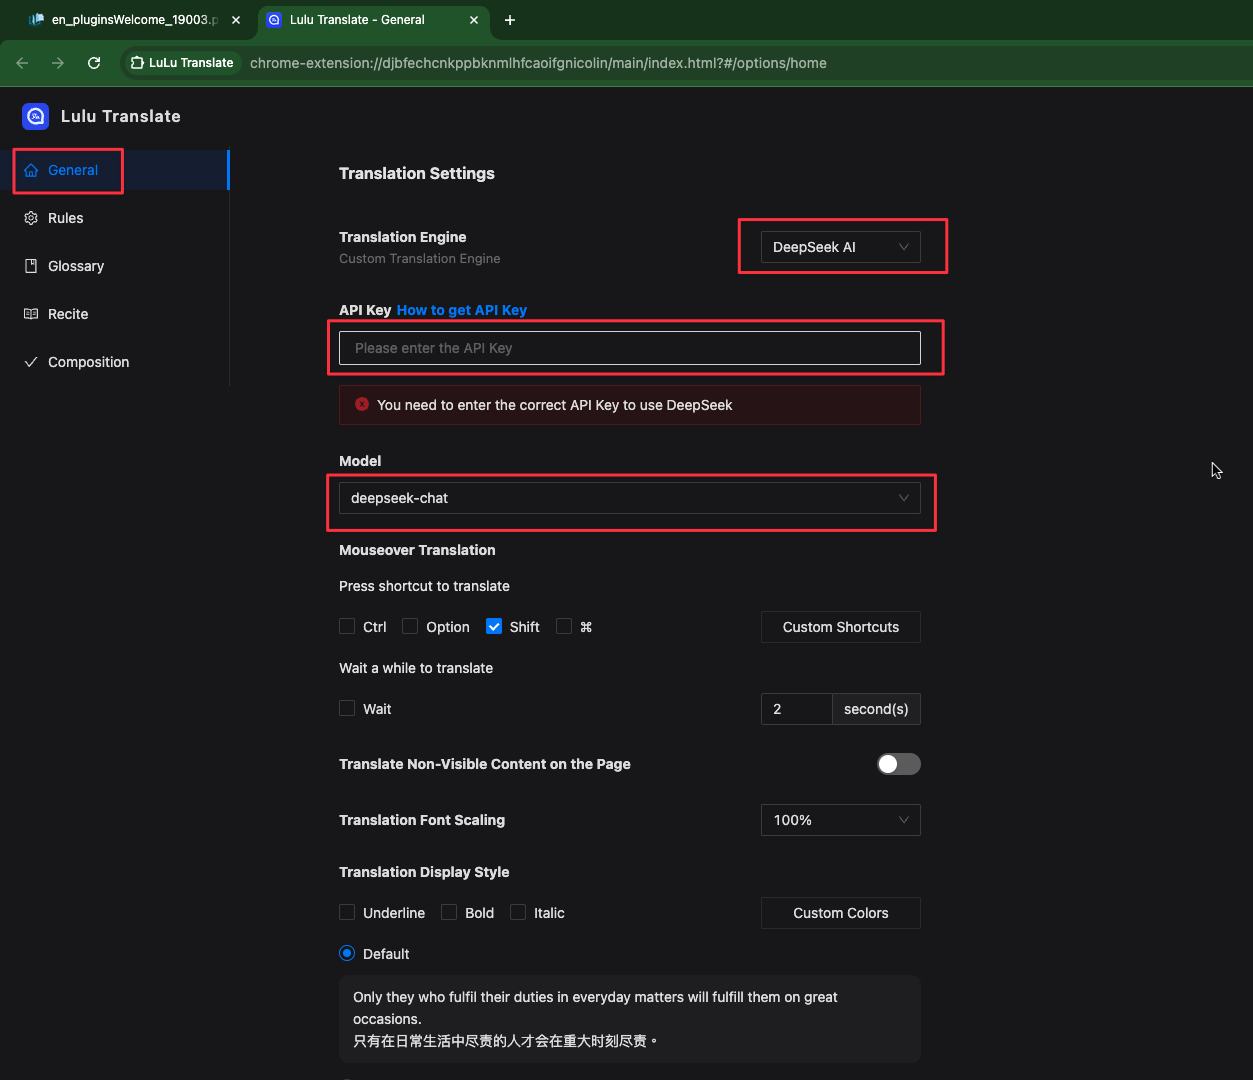 en_pluginsWelcome_19003.p
Lulu Translate - General
LuLu Translate
chrome-extension://djbfechcnkppbknmlhfcaoifgnicolin/main/index.html?#/options/home
Lulu Translate
General
Rules
Glossary
Recite
Composition
Translation Settings
Translation Engine
Custom Translation Engine
DeepSeek AI
API Key How to get API Key
Please enter the API Key
You need to enter the correct API Key to use DeepSeek
Model
deepseek-chat
Mouseover Translation
Press shortcut to translate
Ctrl Option Shift ⌘ Custom Shortcuts
Wait a while to translate
Wait 2 second(s)
Translate Non-Visible Content on the Page
Translation Font Scaling 100%
Translation Display Style
Underline Bold Italic Custom Colors
Default
Only they who fulfil their duties in everyday matters will fulfill them on great
occasions.
只有在日常生活中尽责的人才会在重大时刻尽责。